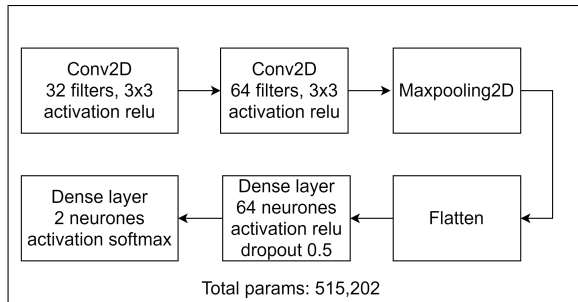 Conv2D
32 filters, 3x3
activation relu
Conv2D
64 filters, 3x3
activation relu
Maxpooling2D
Dense layer
2 neurones
activation softmax
Dense layer
64 neurones
activation relu
dropout 0.5
Flatten
Total params: 515,202